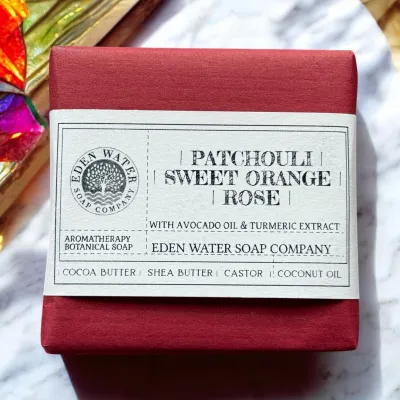 EDEN WATER
SOAP COMPANY
AROMATHERAPY
BOTANICAL SOAP
PATCHOULI
SWEET ORANGE
ROSE
WITH AVOCADO OIL & TURMERIC EXTRACT
EDEN WATER SOAP COMPANY
COCOA BUTTER | SHEA BUTTER | CASTOR | COCONUT OIL